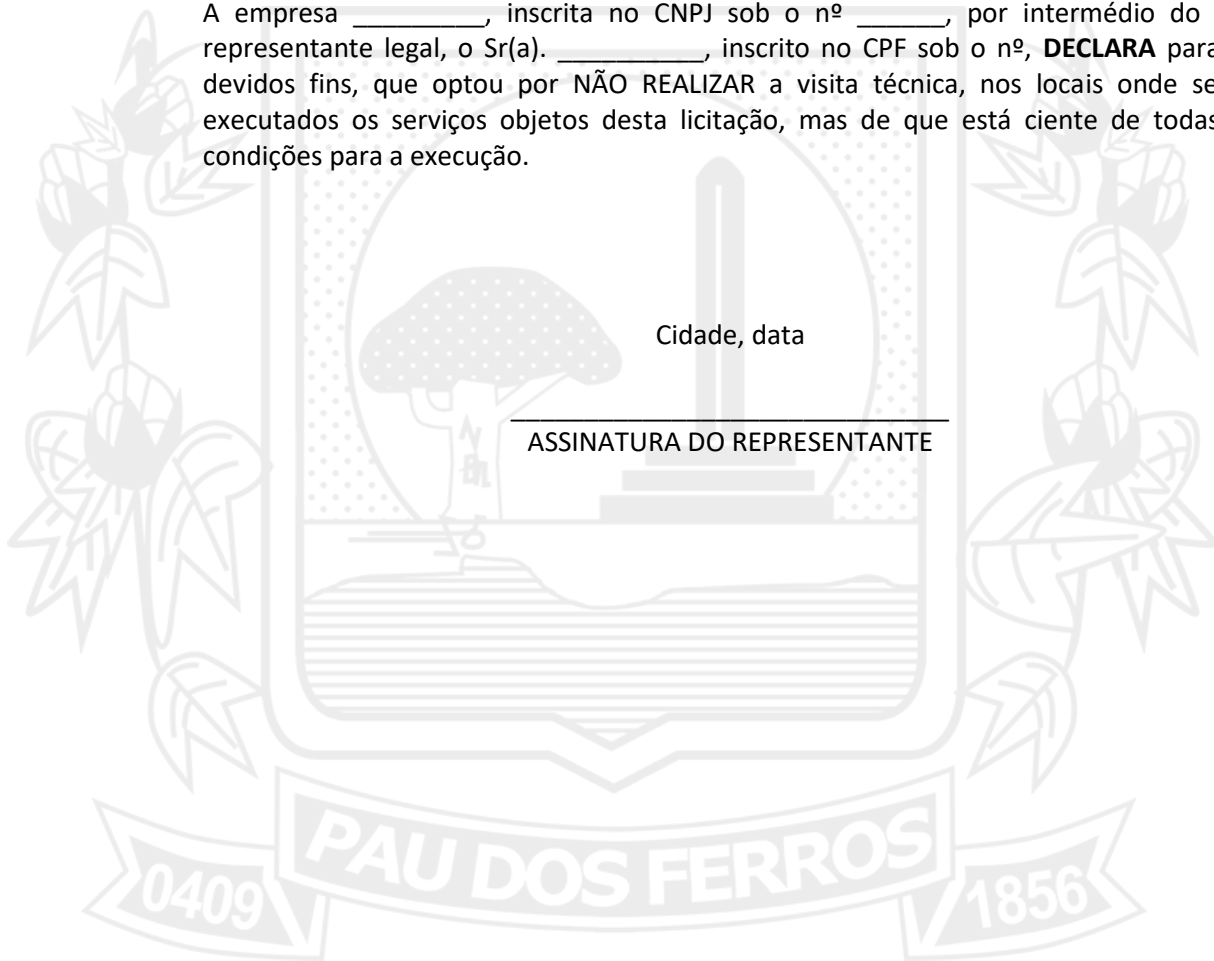 A empresa _________, inscrita no CNPJ sob o nº ______, por intermédio do
representante legal, o Sr(a). __________, inscrito no CPF sob o nº, DECLARA para
devidos fins, que optou por NÃO REALIZAR a visita técnica, nos locais onde se
executados os serviços objetos desta licitação, mas de que está ciente de todas
condições para a execução.
Cidade, data
______________________________
ASSINATURA DO REPRESENTANTE
PAU DOS FERROS
0409
1856